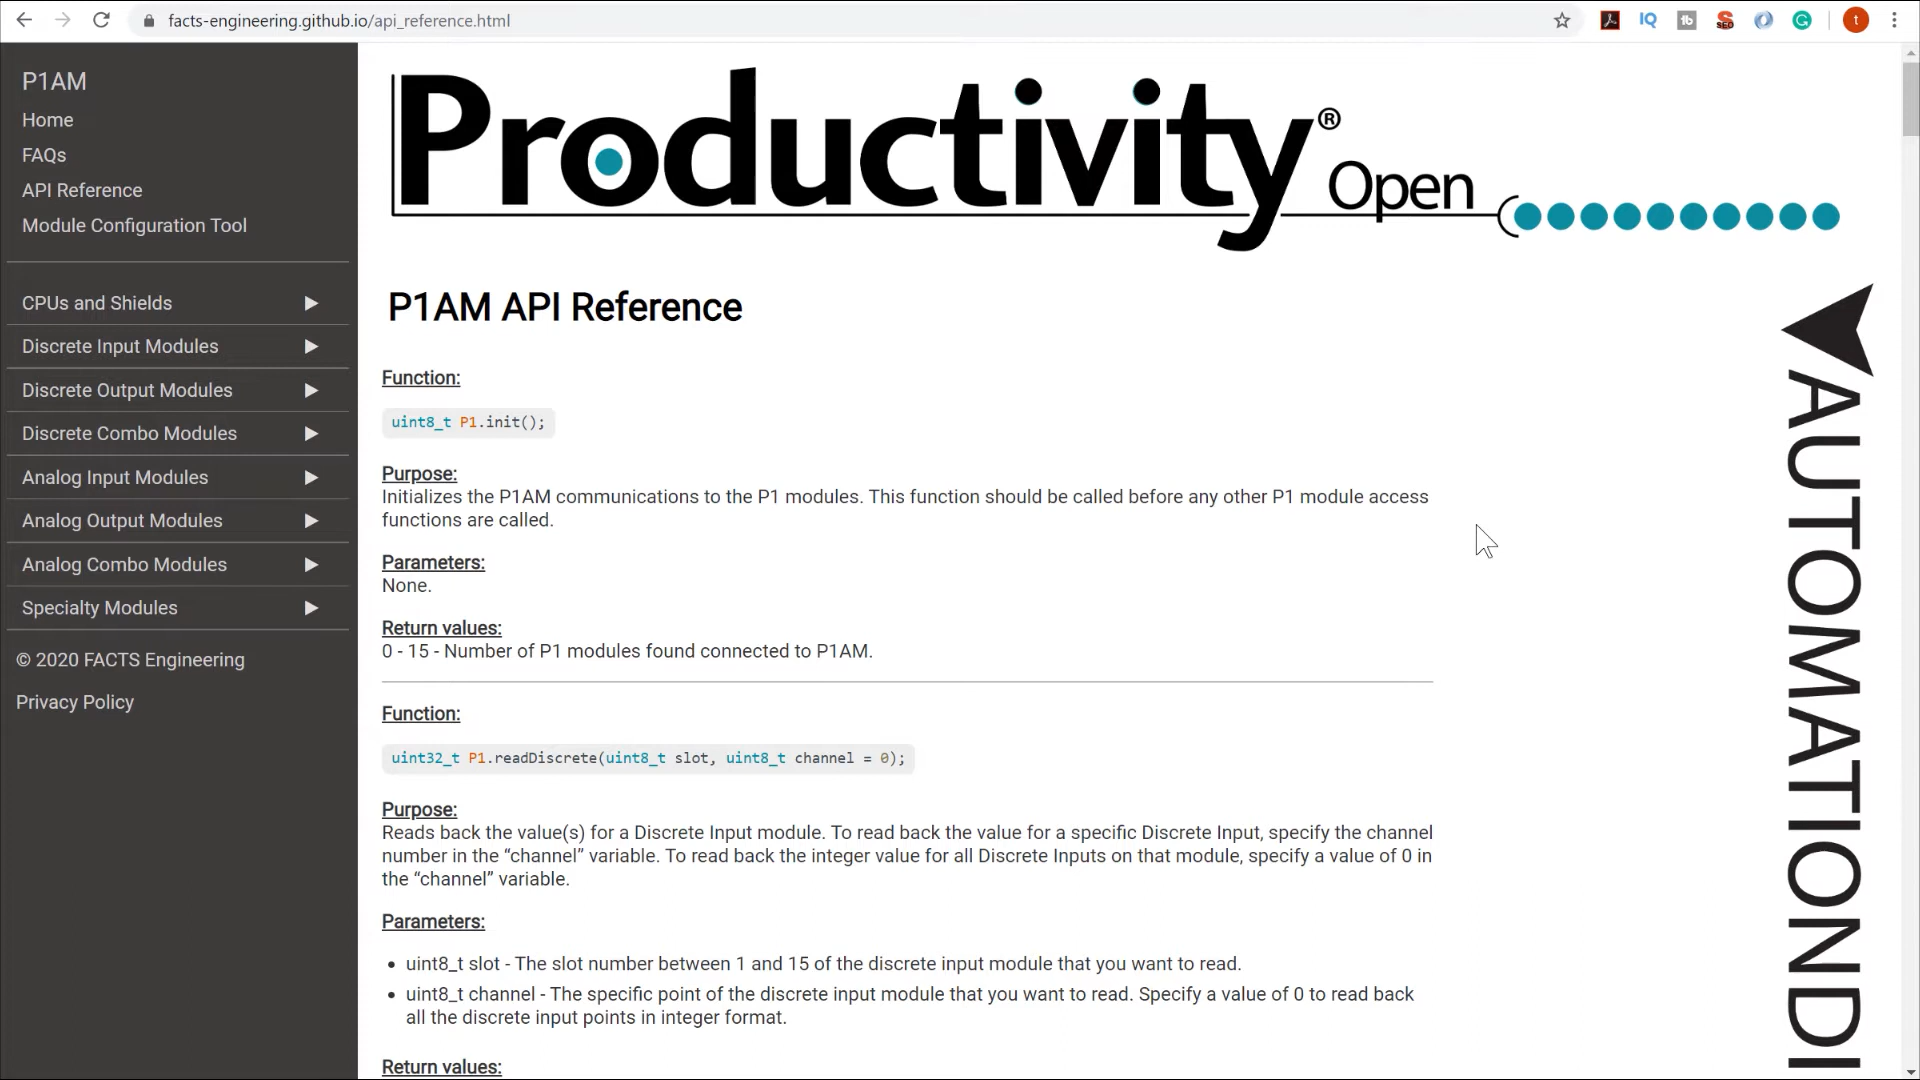 facts-engineering.github.io/api_reference.html
IQ
tb
SEO
t
P1AM
Home
FAQs
API Reference
Module Configuration Tool
CPUs and Shields
Discrete Input Modules
Discrete Output Modules
Discrete Combo Modules
Analog Input Modules
Analog Output Modules
Analog Combo Modules
Specialty Modules
© 2020 FACTS Engineering
Privacy Policy
Productivity® Open
P1AM API Reference
Function:
uint8_t P1.init();
Purpose:
Initializes the P1AM communications to the P1 modules. This function should be called before any other P1 module access
functions are called.
Parameters:
None.
Return values:
0 - 15 - Number of P1 modules found connected to P1AM.
Function:
uint32_t P1.readDiscrete(uint8_t slot, uint8_t channel = 0);
Purpose:
Reads back the value(s) for a Discrete Input module. To read back the value for a specific Discrete Input, specify the channel
number in the “channel” variable. To read back the integer value for all Discrete Inputs on that module, specify a value of 0 in
the “channel” variable.
Parameters:
• uint8_t slot - The slot number between 1 and 15 of the discrete input module that you want to read.
• uint8_t channel - The specific point of the discrete input module that you want to read. Specify a value of 0 to read back
all the discrete input points in integer format.
Return values:
AUTOMATIONDI